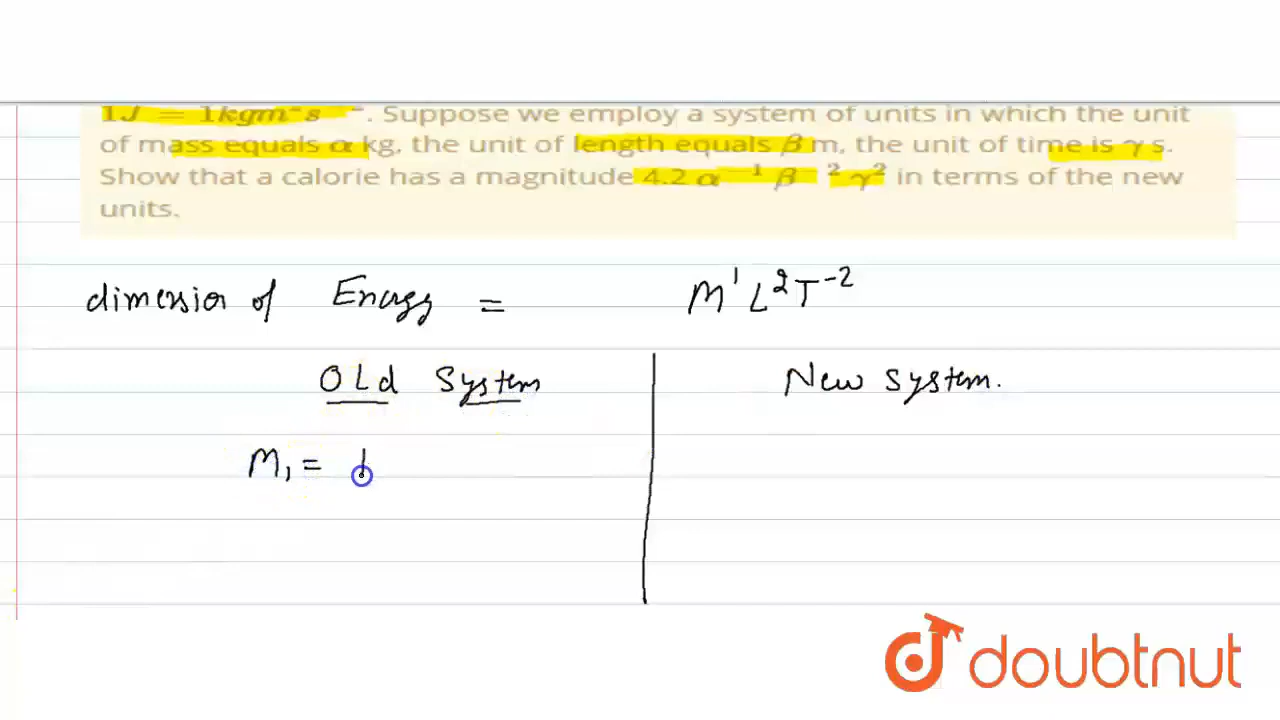 1J = 1kgm²s⁻². Suppose we employ a system of units in which the unit
of mass equals α kg, the unit of length equals β m, the unit of time is γ s.
Show that a calorie has a magnitude 4.2 α⁻¹ β⁻² γ² in terms of the new
units.
dimension of Energy = M¹ L² T⁻²
OLd System
New system.
M₁ = 1
doubtnut